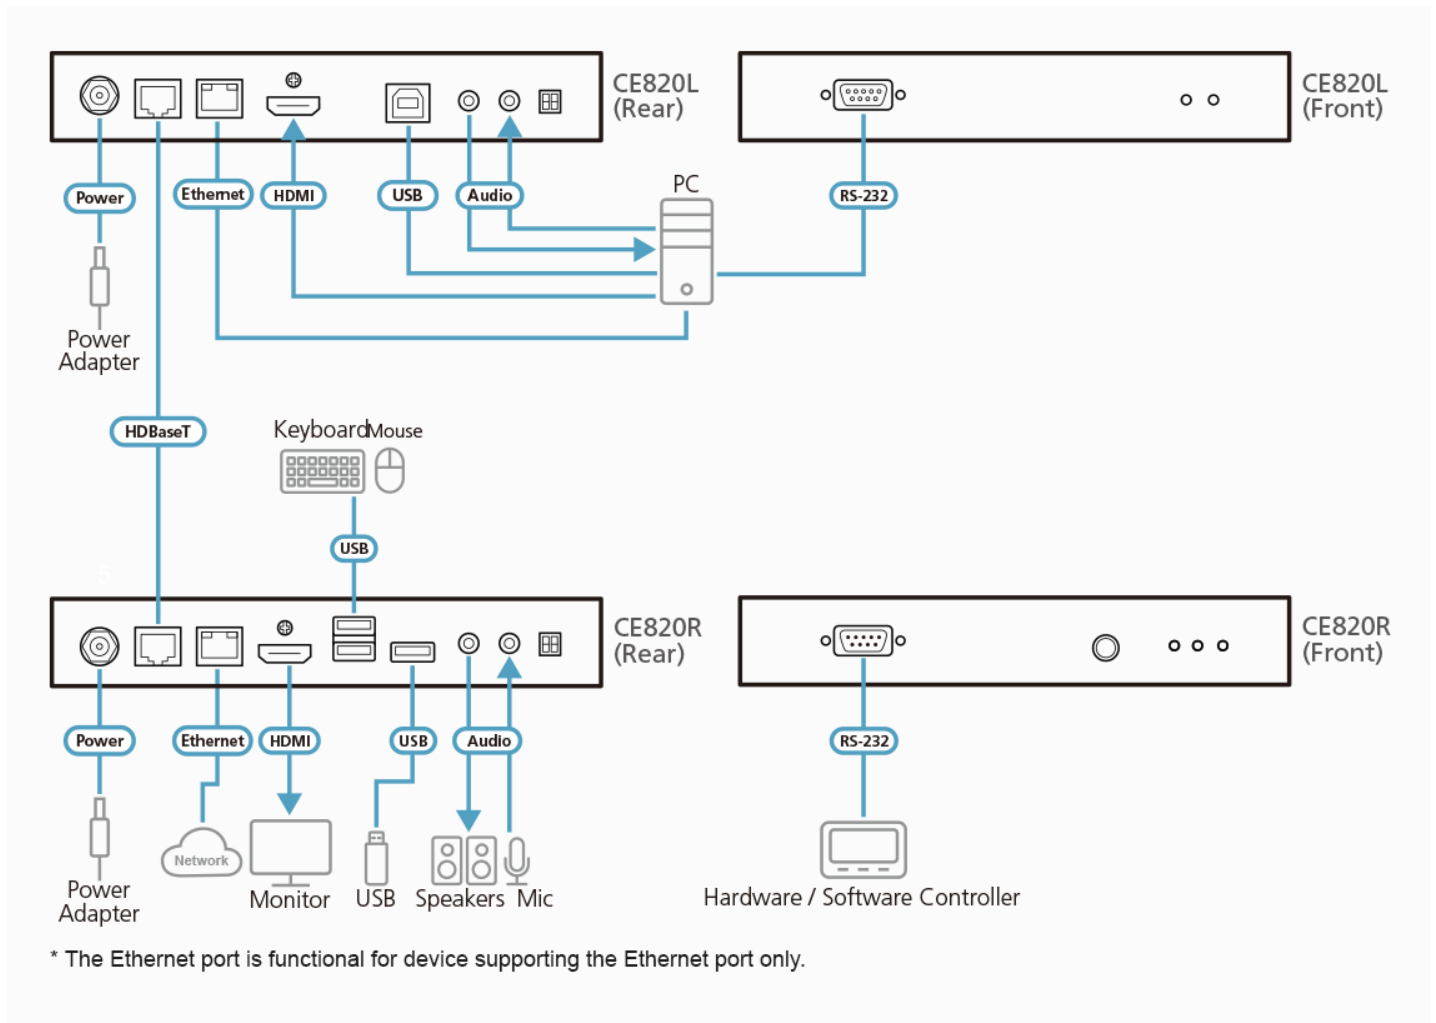 CE820L
(Rear)
CE820L
(Front)
Power
Ethernet
HDMI
USB
Audio
PC
RS-232
Power
Adapter
HDBaseT
Keyboard
Mouse
USB
5
CE820R
(Rear)
CE820R
(Front)
Power
Ethernet
HDMI
USB
Audio
RS-232
Network
Power
Adapter
Monitor
USB
Speakers
Mic
Hardware / Software Controller
* The Ethernet port is functional for device supporting the Ethernet port only.